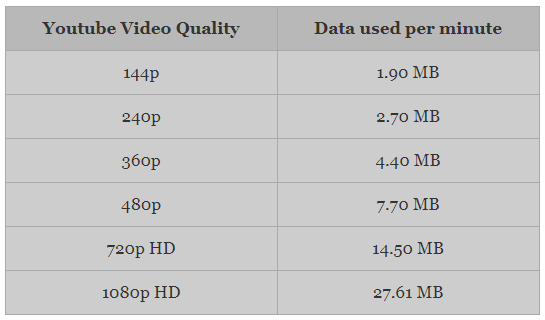 Youtube Video Quality Data used per minute
144p 1.90 MB
240p 2.70 MB
360p 4.40 MB
480p 7.70 MB
720p HD 14.50 MB
1080p HD 27.61 MB